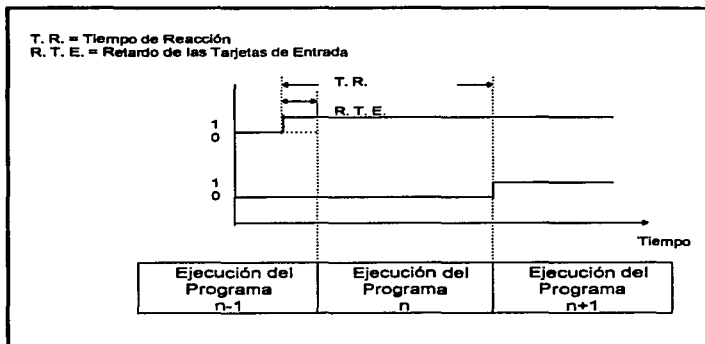 T. R. = Tiempo de Reacción
R. T. E. = Retardo de las Tarjetas de Entrada
T. R.
R. T. E.
1
0
1
0
Tiempo
Ejecución del Programa n-1
Ejecución del Programa n
Ejecución del Programa n+1